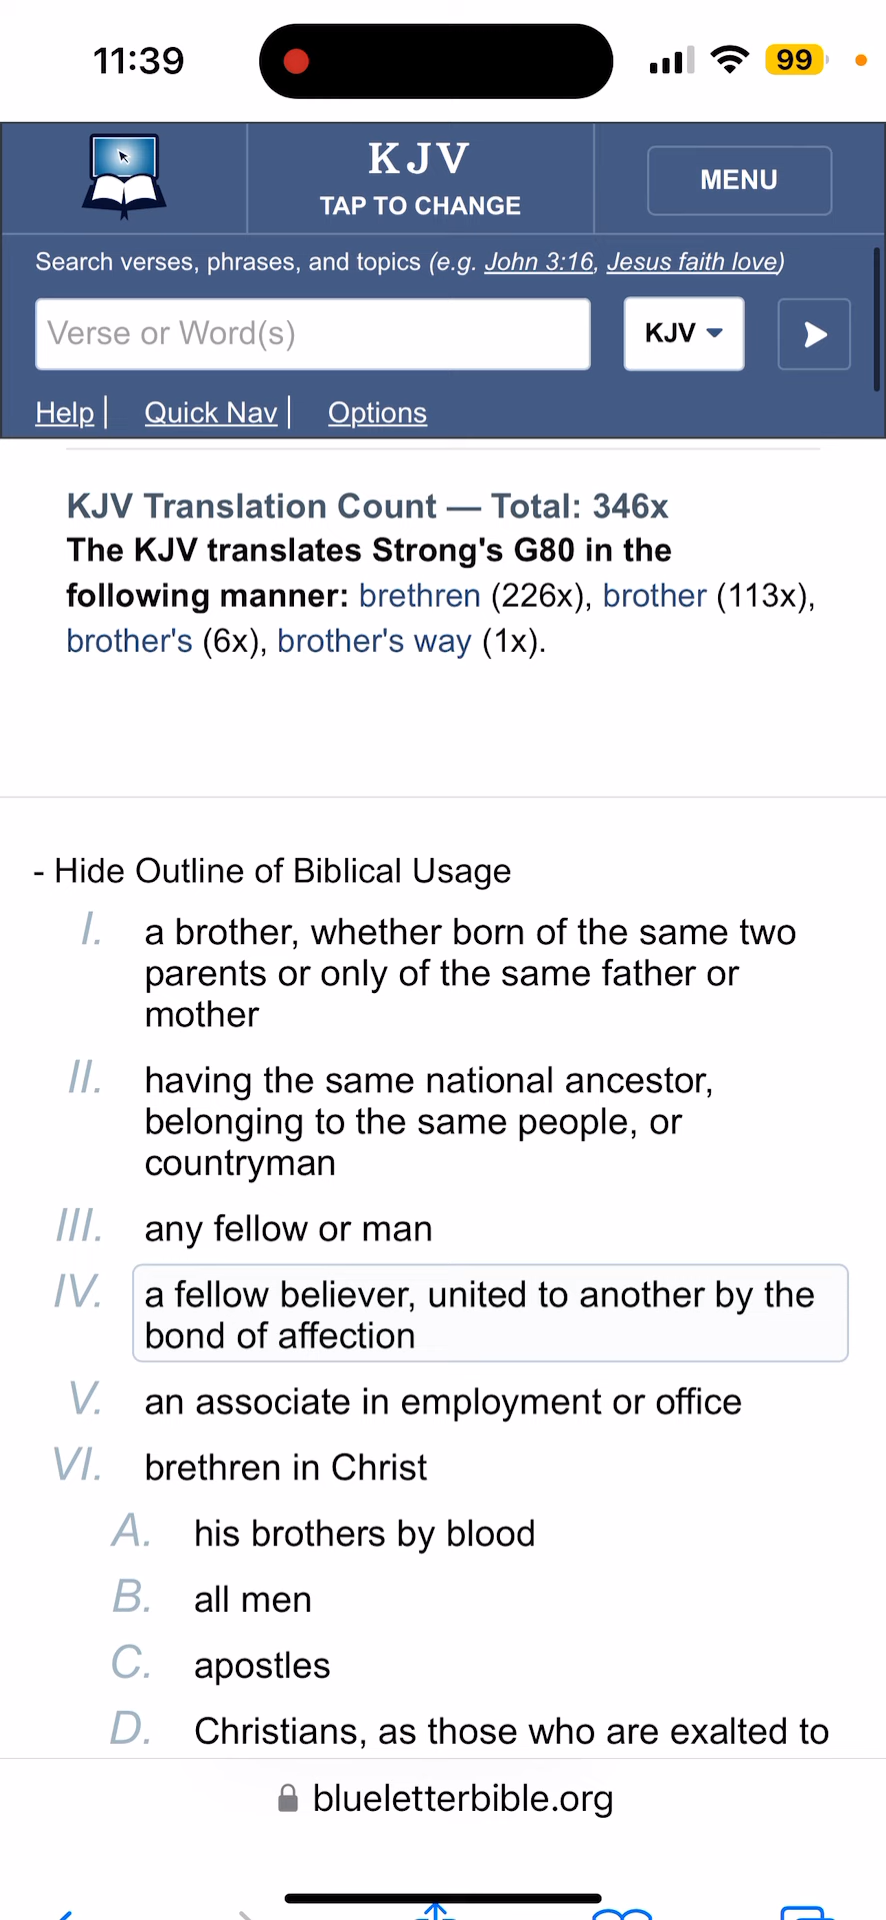 11:39
99
KJV
TAP TO CHANGE
MENU
Search verses, phrases, and topics (e.g. John 3:16, Jesus faith love)
Verse or Word(s)
KJV
Help |
Quick Nav |
Options
KJV Translation Count — Total: 346x
The KJV translates Strong's G80 in the
following manner: brethren (226x), brother (113x),
brother's (6x), brother's way (1x).
- Hide Outline of Biblical Usage
I. a brother, whether born of the same two
parents or only of the same father or
mother
II. having the same national ancestor,
belonging to the same people, or
countryman
III. any fellow or man
IV. a fellow believer, united to another by the
bond of affection
V. an associate in employment or office
VI. brethren in Christ
A. his brothers by blood
B. all men
C. apostles
D. Christians, as those who are exalted to
blueletterbible.org